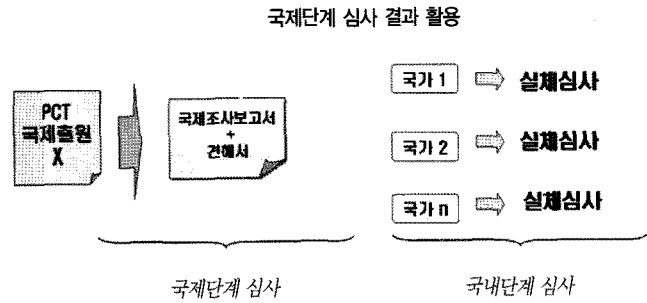 국제단계 심사 결과 활용
PCT
국제출원
X
국제조사보고서
+
견해서
국가 1
실체심사
국가 2
실체심사
국가 n
실체심사
국제단계 심사
국내단계 심사